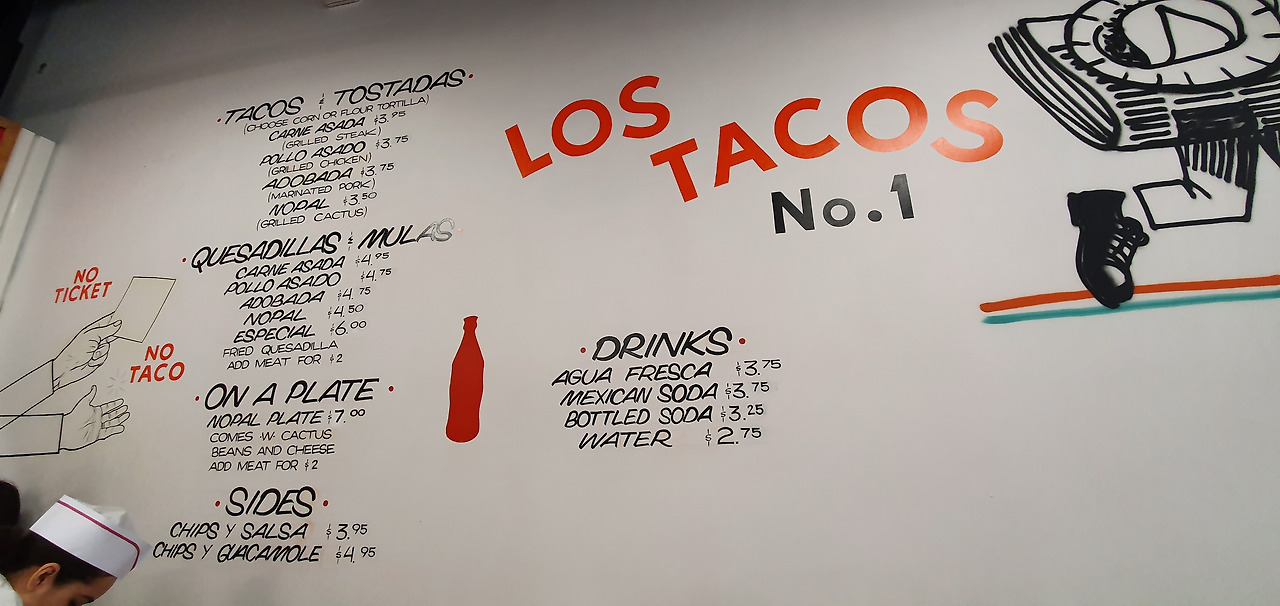 · TACOS & TOSTADAS ·
(CHOOSE CORN OR FLOUR TORTILLA)
CARNE ASADA $3.95
(GRILLED STEAK)
POLLO ASADO $3.75
(GRILLED CHICKEN)
ADOBADA $3.75
(MARINATED PORK)
NOPAL $3.50
(GRILLED CACTUS)
· QUESADILLAS & MULAS ·
CARNE ASADA $4.95
POLLO ASADO $4.75
ADOBADA $4.75
NOPAL $4.50
ESPECIAL $6.00
FRIED QUESADILLA
ADD MEAT FOR $2
· ON A PLATE ·
NOPAL PLATE $7.00
COMES ·W· CACTUS
BEANS AND CHEESE
ADD MEAT FOR $2
· SIDES ·
CHIPS Y SALSA $3.95
CHIPS Y GUACAMOLE $4.95
NO
TICKET
NO
TACO
LOS
TACOS
No.1
· DRINKS ·
AGUA FRESCA $3.75
MEXICAN SODA $3.75
BOTTLED SODA $3.25
WATER $2.75